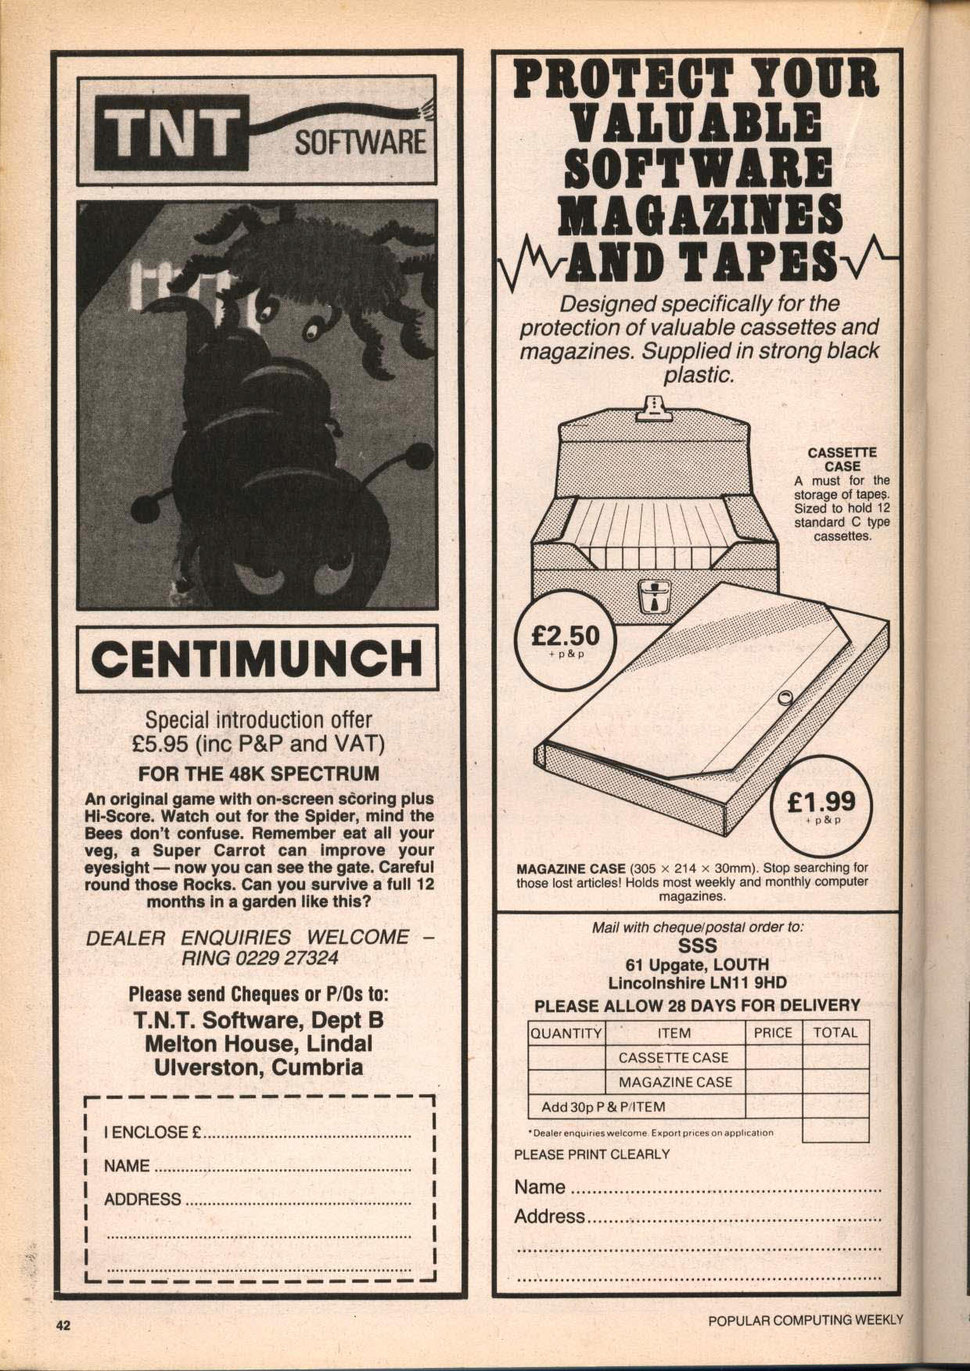 TNT
SOFTWARE
CENTIMUNCH
Special introduction offer
£5.95 (inc P&P and VAT)
FOR THE 48K SPECTRUM
An original game with on-screen scoring plus
Hi-Score. Watch out for the Spider, mind the
Bees don't confuse. Remember eat all your
veg, a Super Carrot can improve your
eyesight — now you can see the gate. Careful
round those Rocks. Can you survive a full 12
months in a garden like this?
DEALER ENQUIRIES WELCOME –
RING 0229 27324
Please send Cheques or P/Os to:
T.N.T. Software, Dept B
Melton House, Lindal
Ulverston, Cumbria
I ENCLOSE £
NAME
ADDRESS
PROTECT YOUR
VALUABLE
SOFTWARE
MAGAZINES
AND TAPES
Designed specifically for the
protection of valuable cassettes and
magazines. Supplied in strong black
plastic.
CASSETTE
CASE
A must for the
storage of tapes.
Sized to hold 12
standard C type
cassettes.
£2.50
+ p & p
£1.99
+ p & p
MAGAZINE CASE (305 × 214 × 30mm). Stop searching for
those lost articles! Holds most weekly and monthly computer
magazines.
Mail with cheque/postal order to:
SSS
61 Upgate, LOUTH
Lincolnshire LN11 9HD
PLEASE ALLOW 28 DAYS FOR DELIVERY
QUANTITY ITEM PRICE TOTAL
CASSETTE CASE
MAGAZINE CASE
Add 30p P & P/ITEM
*Dealer enquiries welcome. Export prices on application
PLEASE PRINT CLEARLY
Name
Address
42
POPULAR COMPUTING WEEKLY